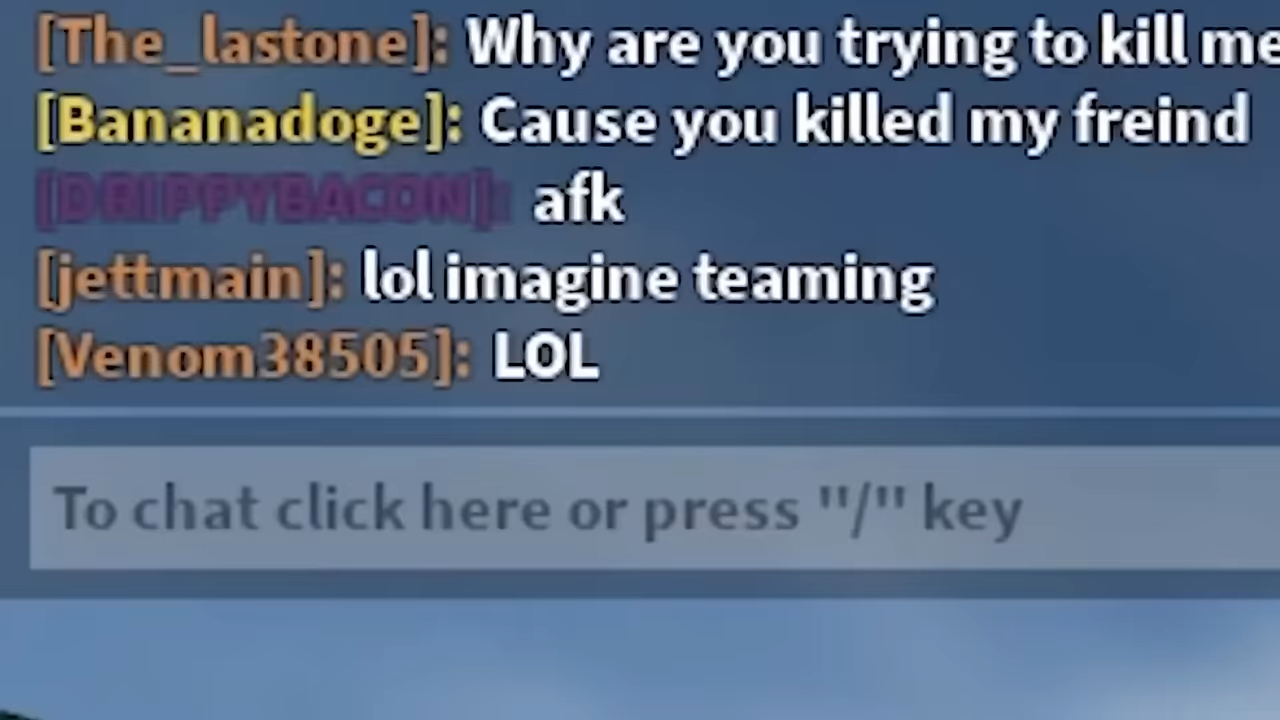 [The_lastone]: Why are you trying to kill me
[Bananadoge]: Cause you killed my freind
[DRIPPYBACON]: afk
[jettmain]: lol imagine teaming
[Venom38505]: LOL
To chat click here or press "/" key